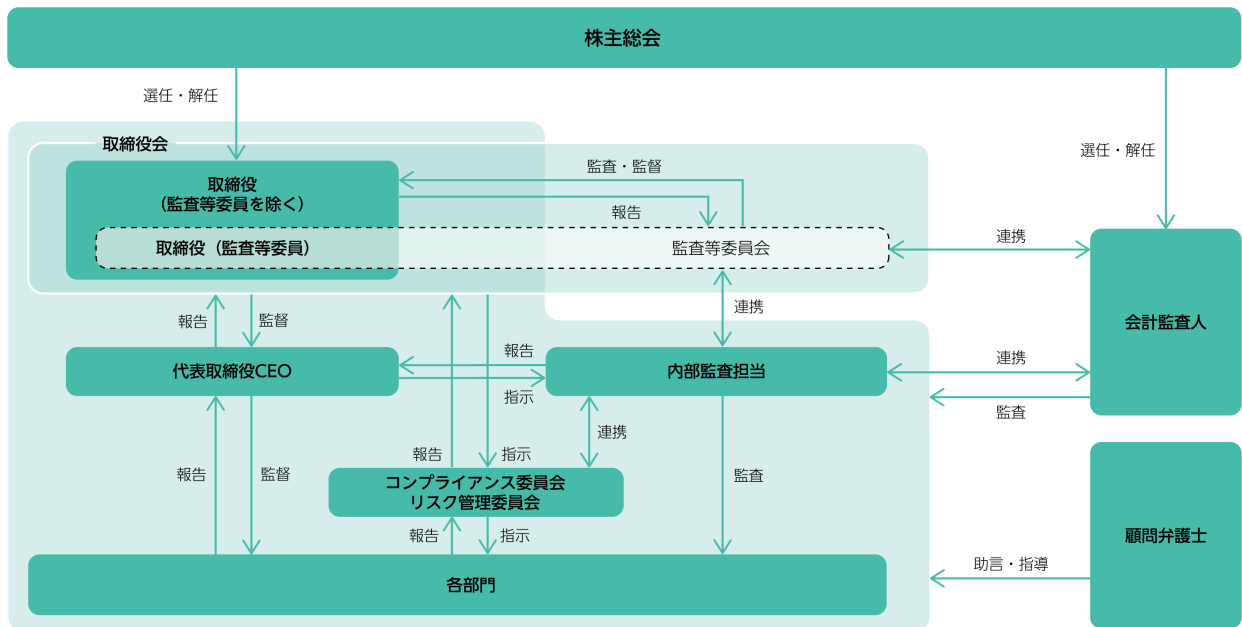 株主総会
選任・解任
選任・解任
取締役会
取締役
（監査等委員を除く）
監査・監督
報告
取締役（監査等委員）
監査等委員会
連携
会計監査人
報告
監督
連携
代表取締役CEO
報告
指示
内部監査担当
連携
監査
報告
監督
報告
指示
連携
監査
コンプライアンス委員会
リスク管理委員会
報告
指示
顧問弁護士
助言・指導
各部門